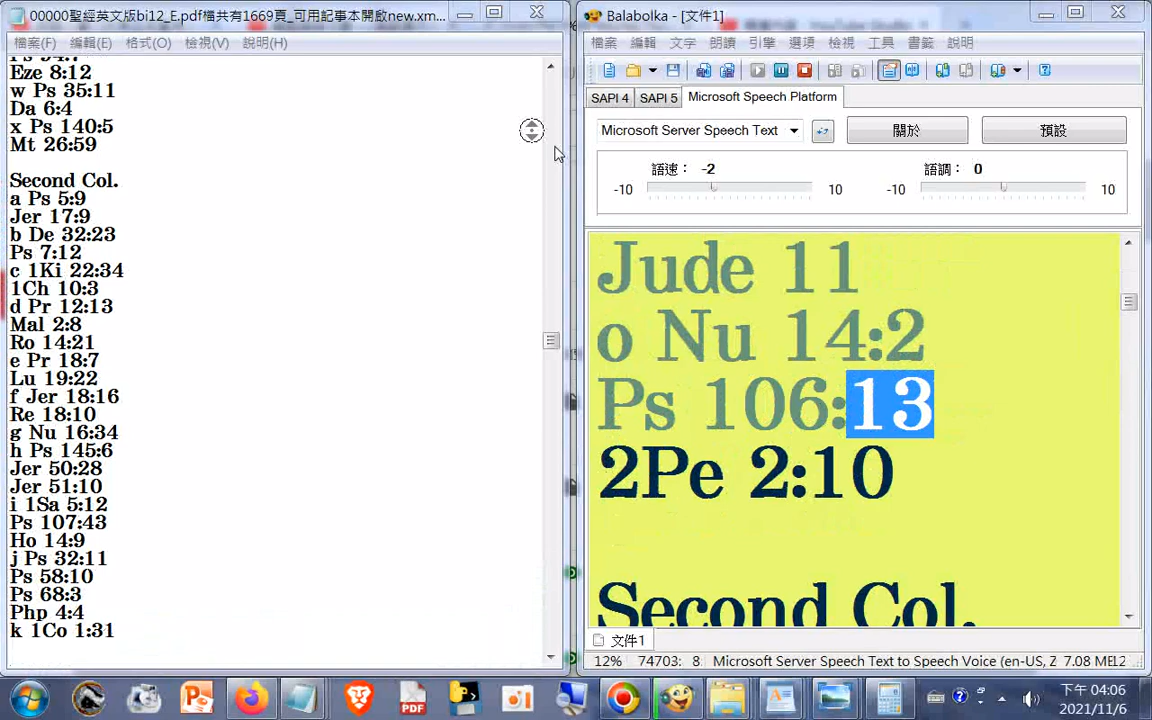 00000聖經英文版bi12_E.pdf檔共有1669頁_可用記事本開啟new.xm...
檔案(F) 編輯(E) 格式(O) 檢視(V) 說明(H)
Eze 8:12
w Ps 35:11
Da 6:4
x Ps 140:5
Mt 26:59
Second Col.
a Ps 5:9
Jer 17:9
b De 32:23
Ps 7:12
c 1Ki 22:34
1Ch 10:3
d Pr 12:13
Mal 2:8
Ro 14:21
e Pr 18:7
Lu 19:22
f Jer 18:16
Re 18:10
g Nu 16:34
h Ps 145:6
Jer 50:28
Jer 51:10
i 1Sa 5:12
Ps 107:43
Ho 14:9
j Ps 32:11
Ps 58:10
Ps 68:3
Php 4:4
k 1Co 1:31
Balabolka - [文件1]
檔案 編輯 文字 朗讀 引擎 選項 檢視 工具 書籤 說明
SAPI 4 SAPI 5 Microsoft Speech Platform
Microsoft Server Speech Text 關於 預設
語速： -2 語調： 0
-10 10 -10 10
Jude 11
o Nu 14:2
Ps 106:13
2Pe 2:10
Second Col.
文件1
12% 74703: 8: Microsoft Server Speech Text to Speech Voice (en-US, Z 7.08 ME
PDF
下午 04:06
2021/11/6